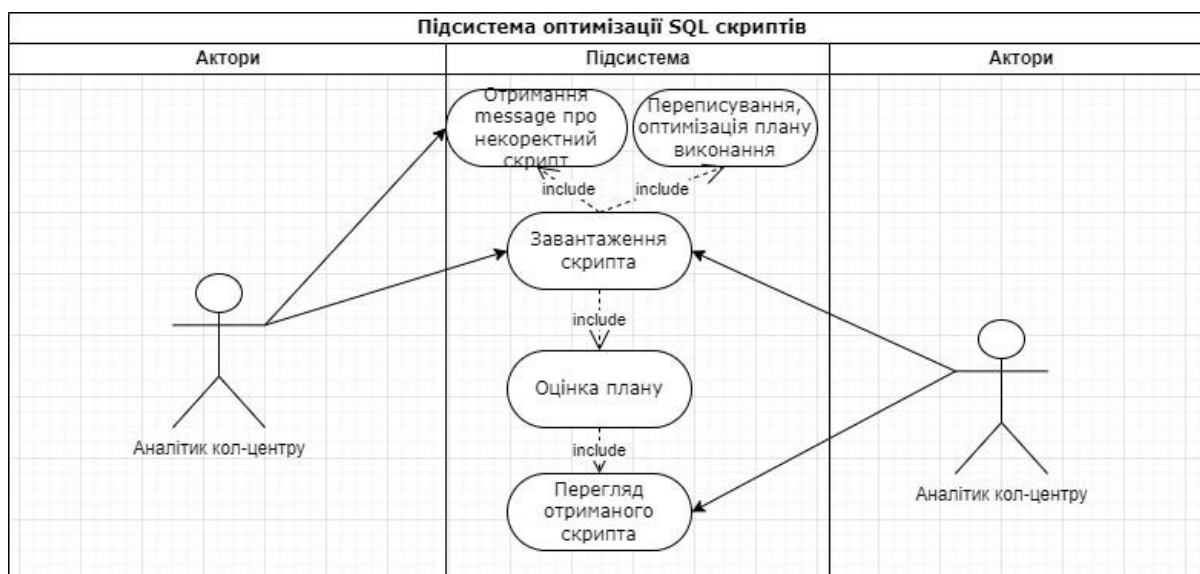 Підсистема оптимізації SQL скриптів
Актори
Підсистема
Актори
Отримання
message про
некоректний
скрипт
Переписування,
оптимізація плану
виконання
include
include
Завантаження
скрипта
include
Оцінка плану
include
Перегляд
отриманого
скрипта
Аналітик кол-центру
Аналітик кол-центру